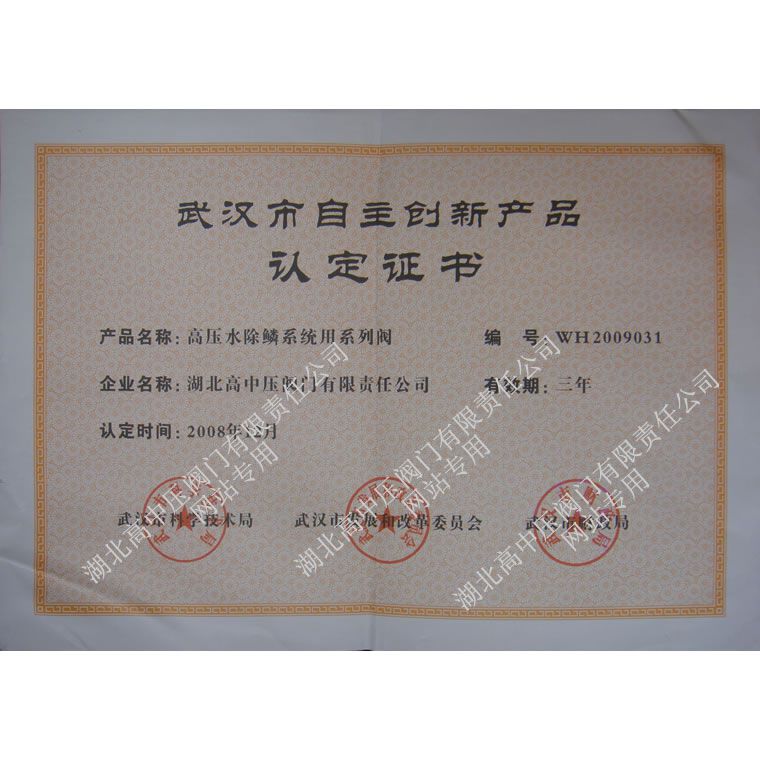 武汉市自主创新产品
认定证书
产品名称：高压水除鳞系统用系列阀
编 号：WH2009031
企业名称：湖北高中压阀门有限责任公司
有效期：三年
认定时间：2008年12月
武汉市科学技术局
武汉市发展和改革委员会
武汉市财政局
湖北高中压阀门有限责任公司
网站专用
湖北高中压阀门有限责任公司
网站专用
湖北高中压阀门有限责任公司
网站专用